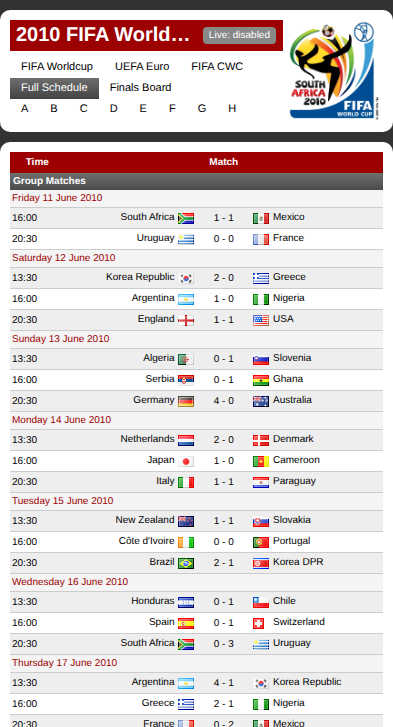 2010 FIFA World... Live: disabled
FIFA Worldcup UEFA Euro FIFA CWC
Full Schedule Finals Board
A B C D E F G H
SOUTH AFRICA 2010
FIFA
WORLD CUP
Time Match
Group Matches
Friday 11 June 2010
16:00 South Africa 1 - 1 Mexico
20:30 Uruguay 0 - 0 France
Saturday 12 June 2010
13:30 Korea Republic 2 - 0 Greece
16:00 Argentina 1 - 0 Nigeria
20:30 England 1 - 1 USA
Sunday 13 June 2010
13:30 Algeria 0 - 1 Slovenia
16:00 Serbia 0 - 1 Ghana
20:30 Germany 4 - 0 Australia
Monday 14 June 2010
13:30 Netherlands 2 - 0 Denmark
16:00 Japan 1 - 0 Cameroon
20:30 Italy 1 - 1 Paraguay
Tuesday 15 June 2010
13:30 New Zealand 1 - 1 Slovakia
16:00 Côte d'Ivoire 0 - 0 Portugal
20:30 Brazil 2 - 1 Korea DPR
Wednesday 16 June 2010
13:30 Honduras 0 - 1 Chile
16:00 Spain 0 - 1 Switzerland
20:30 South Africa 0 - 3 Uruguay
Thursday 17 June 2010
13:30 Argentina 4 - 1 Korea Republic
16:00 Greece 2 - 1 Nigeria
20:30 France 0 - 2 Mexico